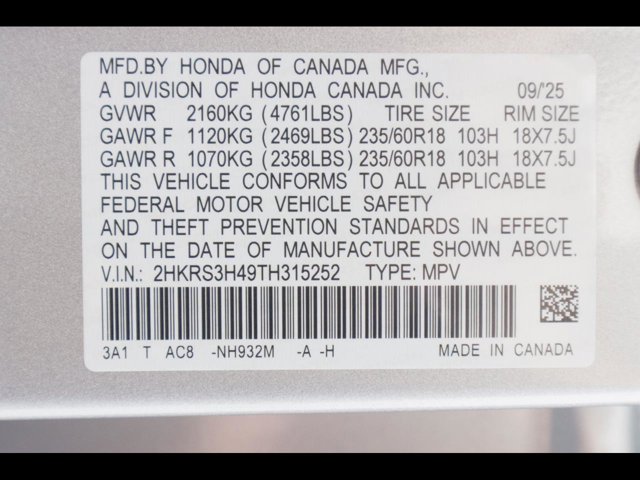 MFD.BY HONDA OF CANADA MFG.,
A DIVISION OF HONDA CANADA INC. 09/'25
GVWR 2160KG (4761LBS) TIRE SIZE RIM SIZE
GAWR F 1120KG (2469LBS) 235/60R18 103H 18X7.5J
GAWR R 1070KG (2358LBS) 235/60R18 103H 18X7.5J
THIS VEHICLE CONFORMS TO ALL APPLICABLE
FEDERAL MOTOR VEHICLE SAFETY
AND THEFT PREVENTION STANDARDS IN EFFECT
ON THE DATE OF MANUFACTURE SHOWN ABOVE.
V.I.N.: 2HKRS3H49TH315252 TYPE: MPV
3A1 T AC8 -NH932M -A -H MADE IN CANADA